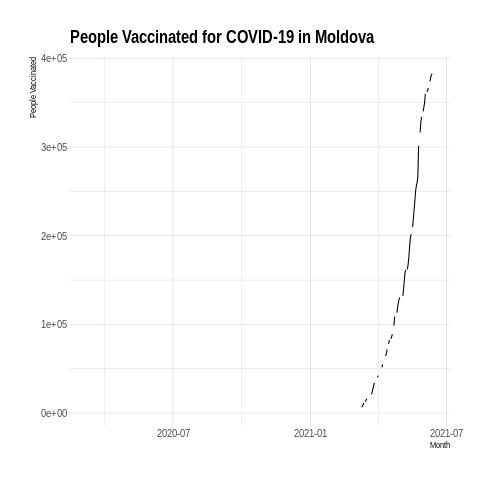 People Vaccinated for COVID-19 in Moldova
People Vaccinated
4e+05
3e+05
2e+05
1e+05
0e+00
2020-07
2021-01
2021-07
Month